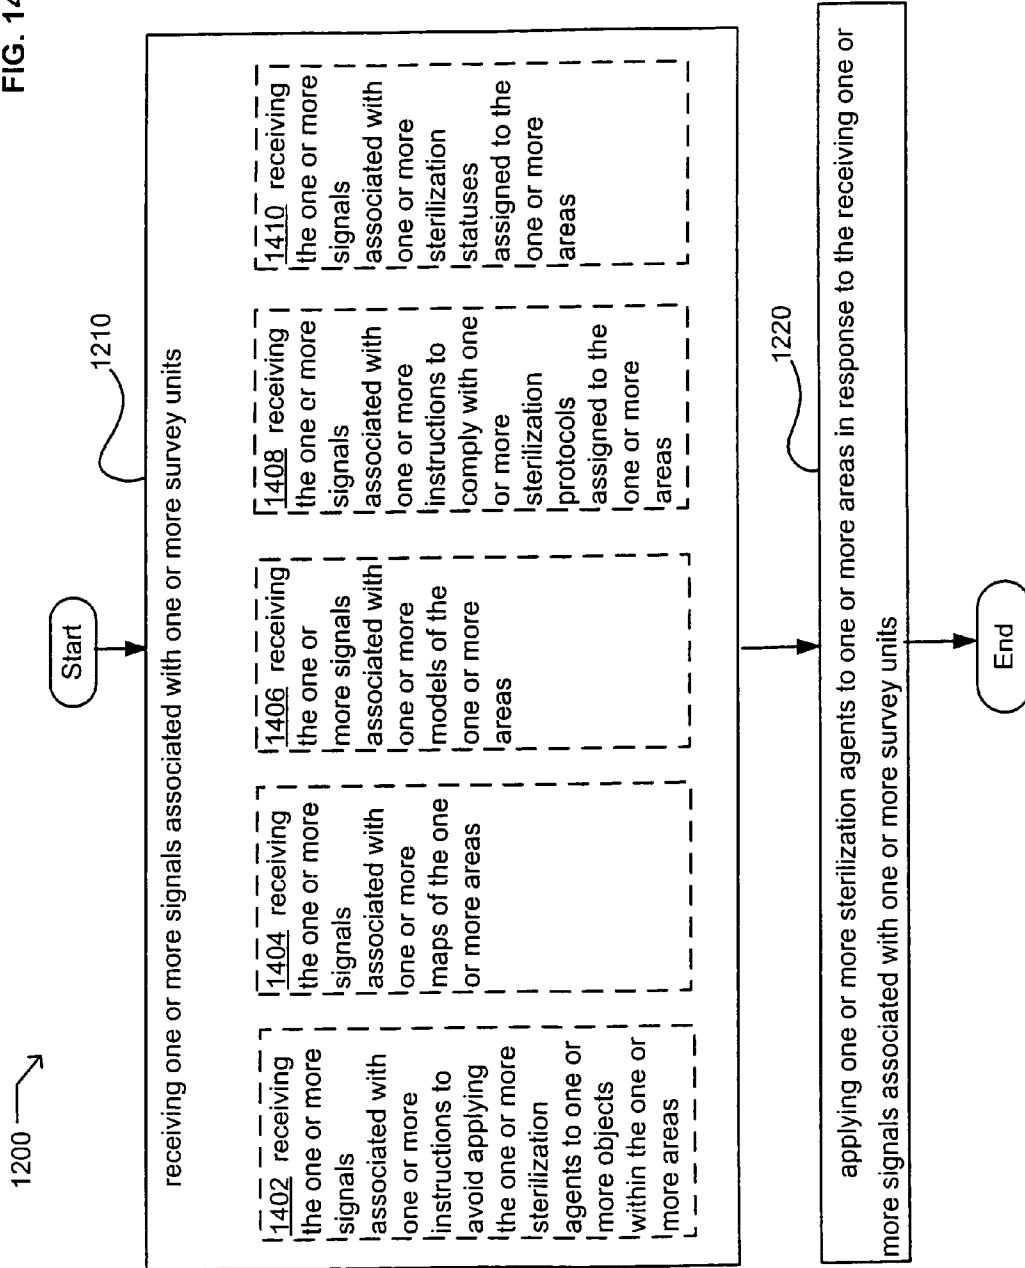 FIG. 14
1200
Start
1210
receiving one or more signals associated with one or more survey units
1402 receiving
the one or more
signals
associated with
one or more
instructions to
avoid applying
the one or more
sterilization
agents to one or
more objects
within the one or
more areas
1404 receiving
the one or more
signals
associated with
one or more
maps of the one
or more areas
1406 receiving
the one or
more signals
associated with
one or more
models of the
one or more
areas
1408 receiving
the one or more
signals
associated with
one or more
instructions to
comply with one
or more
sterilization
protocols
assigned to the
one or more
areas
1410 receiving
the one or more
signals
associated with
one or more
sterilization
statuses
assigned to the
one or more
areas
1220
applying one or more sterilization agents to one or more areas in response to the receiving one or
more signals associated with one or more survey units
End